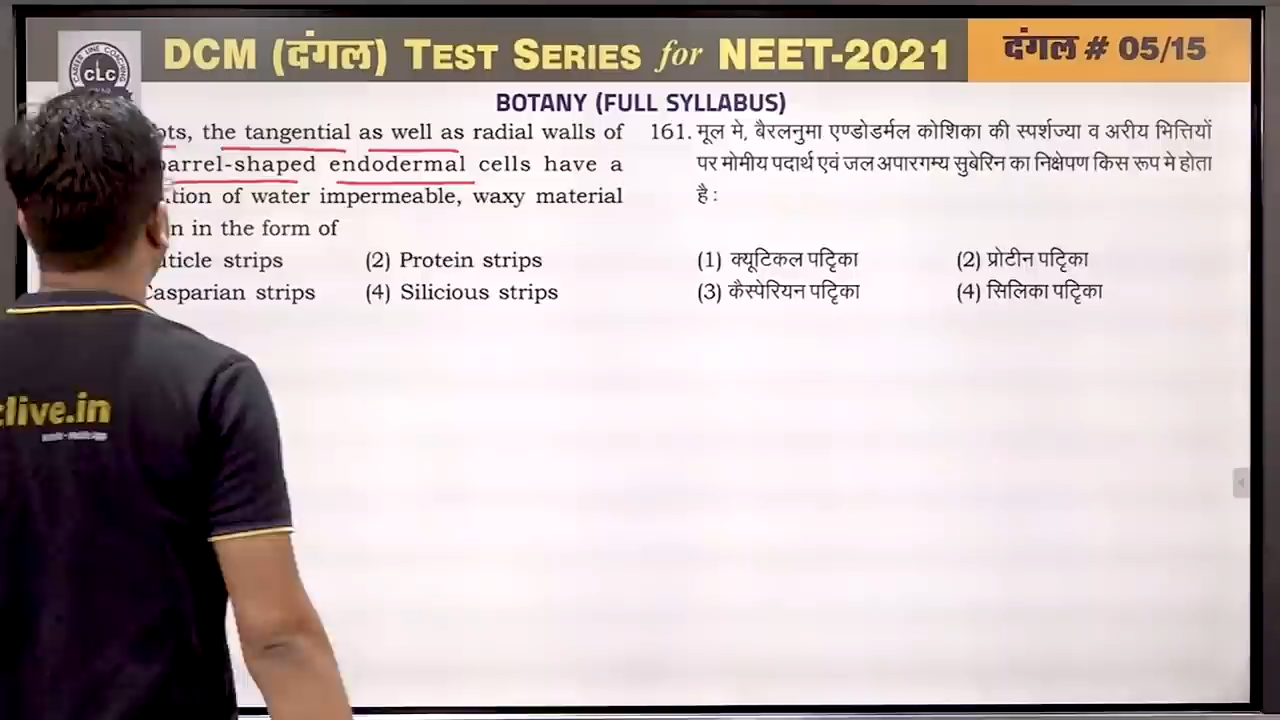 DCM (दंगल) TEST SERIES for NEET-2021
दंगल # 05/15
CLC
BOTANY (FULL SYLLABUS)
the tangential as well as radial walls of
barrel-shaped endodermal cells have a
of water impermeable, waxy material
in the form of
strips (2) Protein strips
Casparian strips (4) Silicious strips
161. मूल मे, बैरलनुमा एण्डोडर्मल कोशिका की स्पर्शज्या व अरीय भित्तियों
पर मोमीय पदार्थ एवं जल अपारगम्य सुबेरिन का निक्षेपण किस रूप मे होता
है :
(1) क्यूटिकल पट्टिका (2) प्रोटीन पट्टिका
(3) कैस्पेरियन पट्टिका (4) सिलिका पट्टिका
clive.in